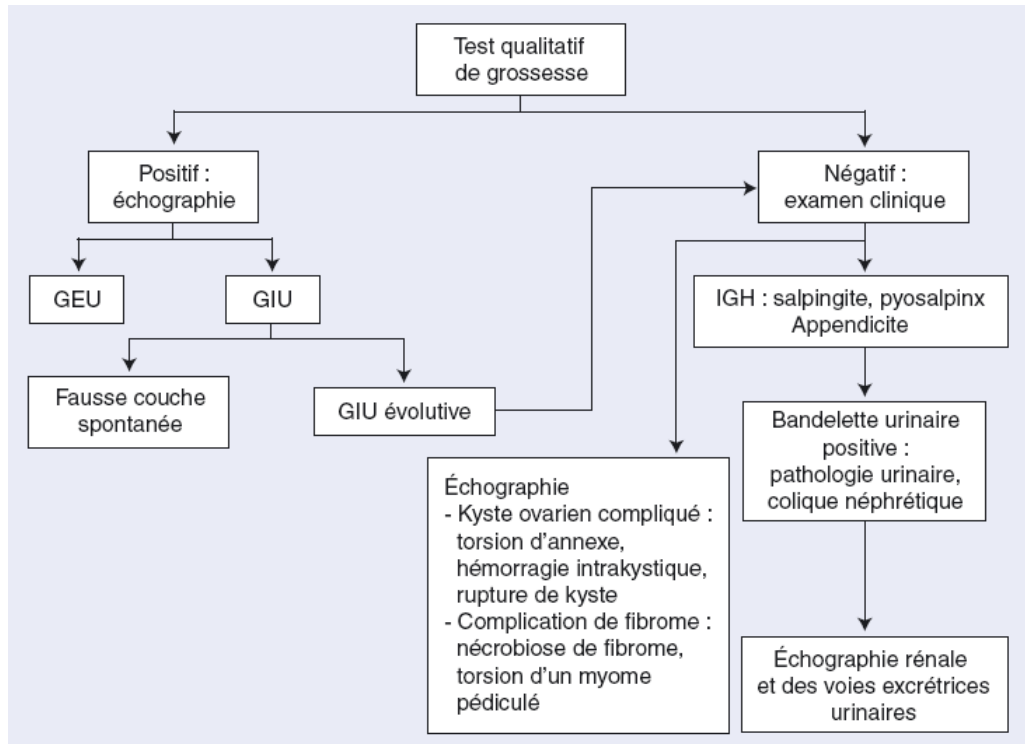 Test qualitatif
de grossesse
Positif :
échographie
Négatif :
examen clinique
GEU
GIU
IGH : salpingite, pyosalpinx
Appendicite
Fausse couche
spontanée
GIU évolutive
Bandelette urinaire
positive :
pathologie urinaire,
colique néphrétique
Échographie
- Kyste ovarien compliqué :
torsion d'annexe,
hémorragie intrakystique,
rupture de kyste
- Complication de fibrome :
nécrobiose de fibrome,
torsion d'un myome
pédiculé
Échographie rénale
et des voies excrétrices
urinaires